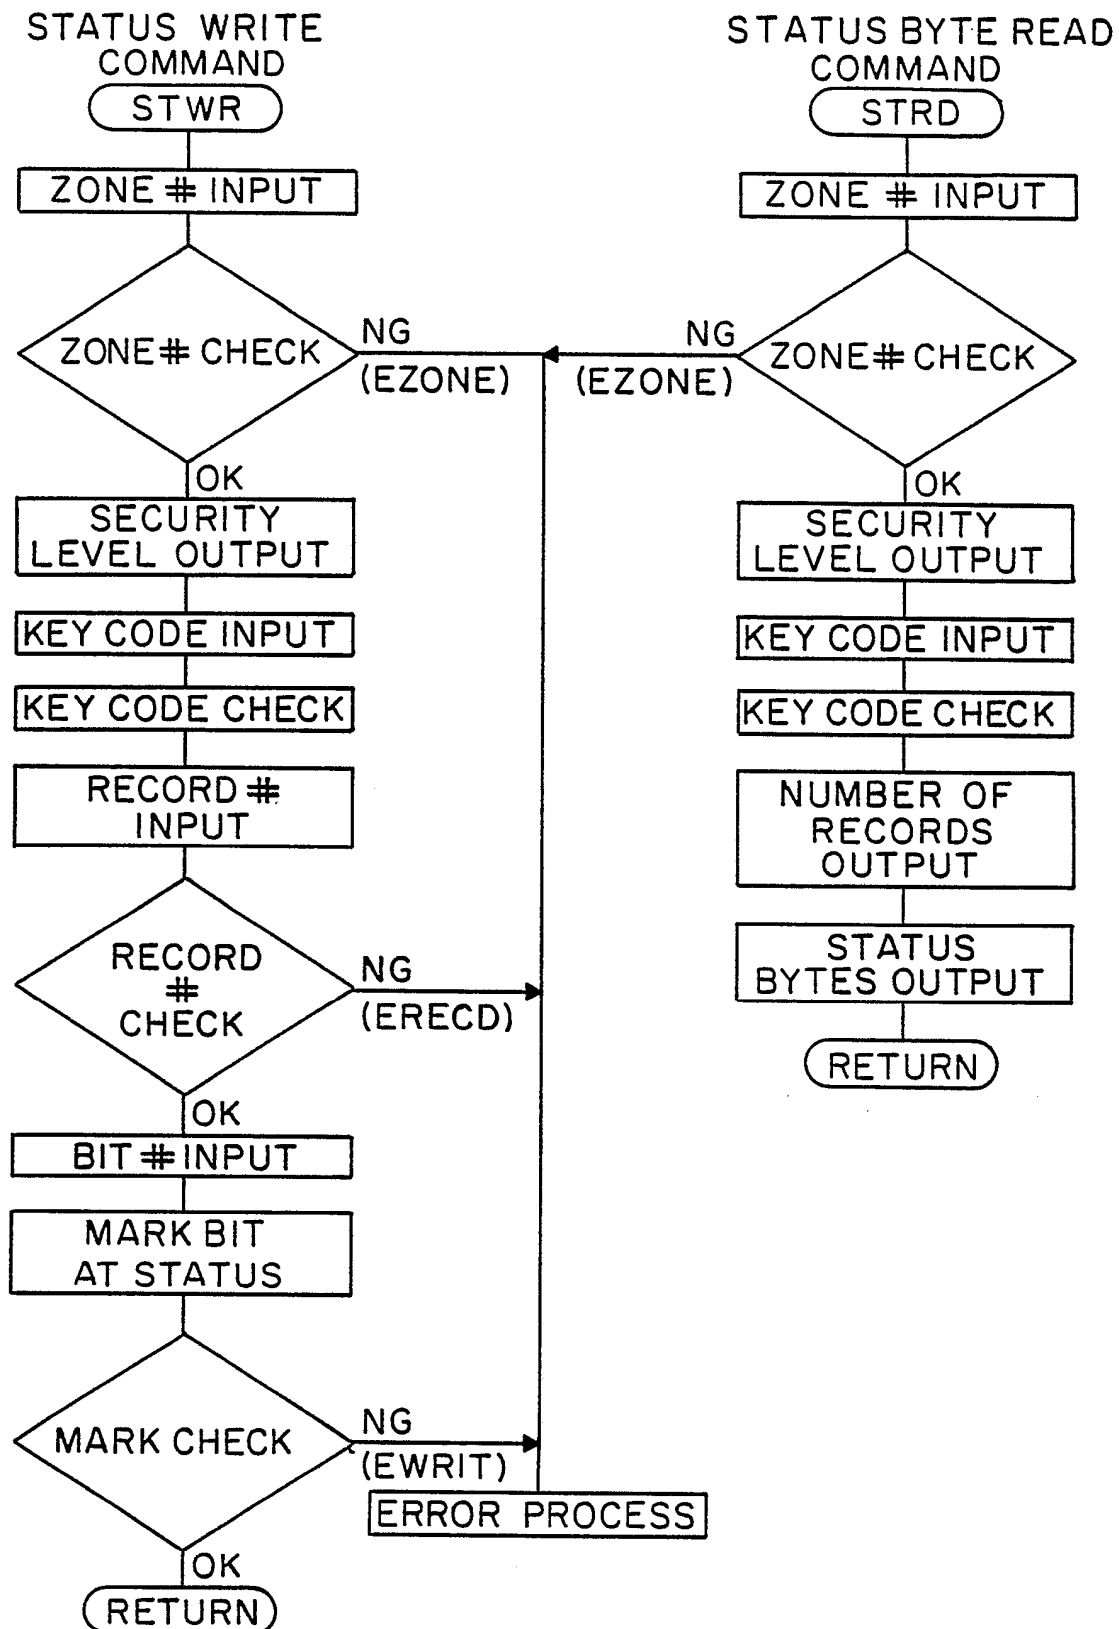 STATUS WRITE
COMMAND
STWR
ZONE # INPUT
ZONE # CHECK
NG
(EZONE)
OK
SECURITY
LEVEL OUTPUT
KEY CODE INPUT
KEY CODE CHECK
RECORD #
INPUT
RECORD
#
CHECK
NG
(ERECD)
OK
BIT # INPUT
MARK BIT
AT STATUS
MARK CHECK
NG
(EWRIT)
ERROR PROCESS
OK
RETURN
STATUS BYTE READ
COMMAND
STRD
ZONE # INPUT
ZONE # CHECK
NG
(EZONE)
OK
SECURITY
LEVEL OUTPUT
KEY CODE INPUT
KEY CODE CHECK
NUMBER OF
RECORDS
OUTPUT
STATUS
BYTES OUTPUT
RETURN